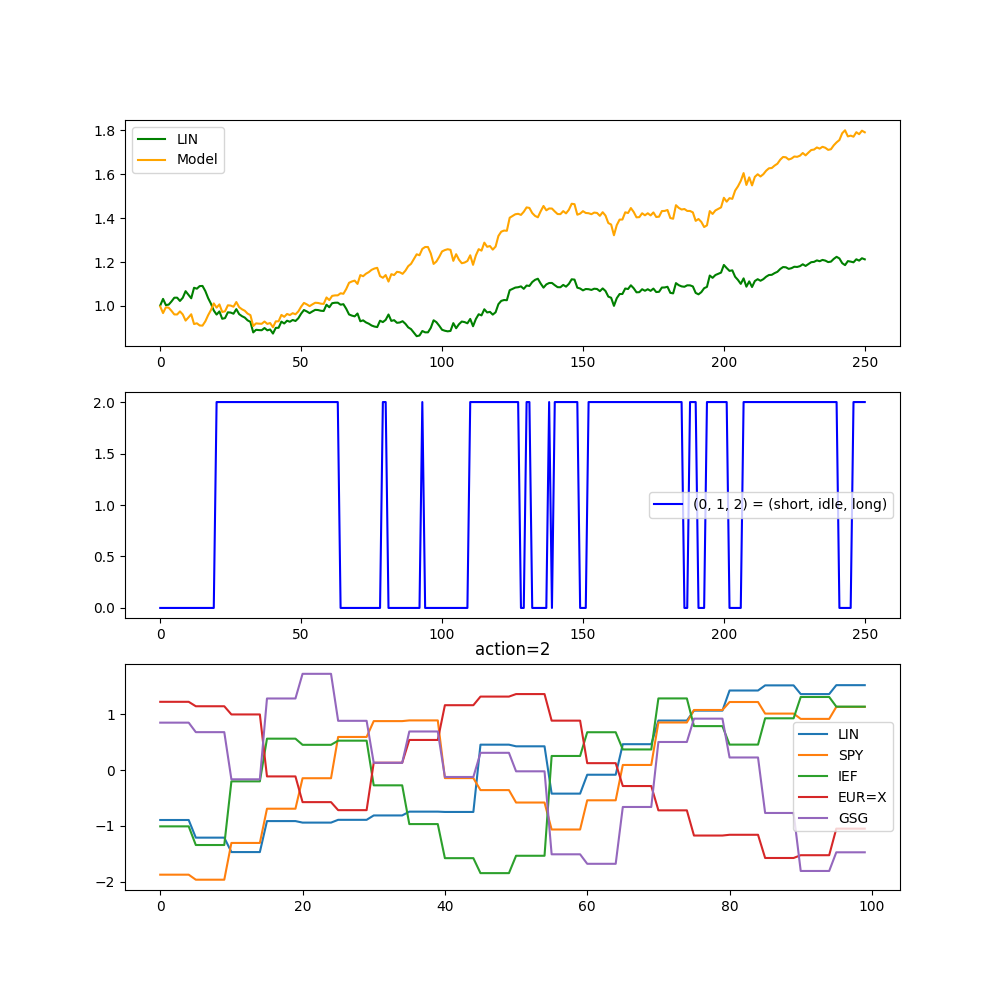 1.8
1.6
1.4
1.2
1.0
LIN
Model
0 50 100 150 200 250
2.0
1.5
1.0
0.5
0.0
(0, 1, 2) = (short, idle, long)
0 50 100 150 200 250
action=2
1
0
−1
−2
LIN
SPY
IEF
EUR=X
GSG
0 20 40 60 80 100